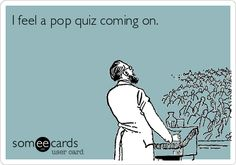 I feel a pop quiz coming on.
someecards
user card